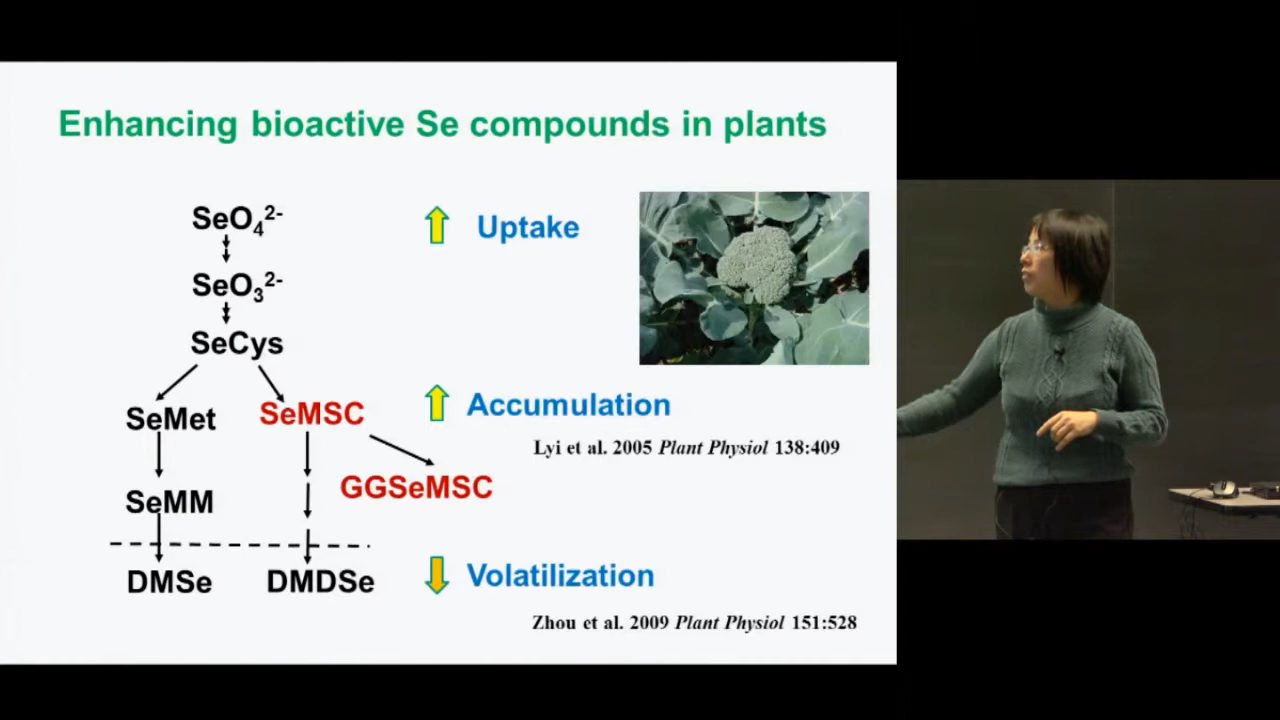 Enhancing bioactive Se compounds in plants
SeO₄²⁻
Uptake
SeO₃²⁻
SeCys
SeMet
SeMSC
Accumulation
Lyi et al. 2005 Plant Physiol 138:409
GGSeMSC
SeMM
DMSe
DMDSe
Volatilization
Zhou et al. 2009 Plant Physiol 151:528